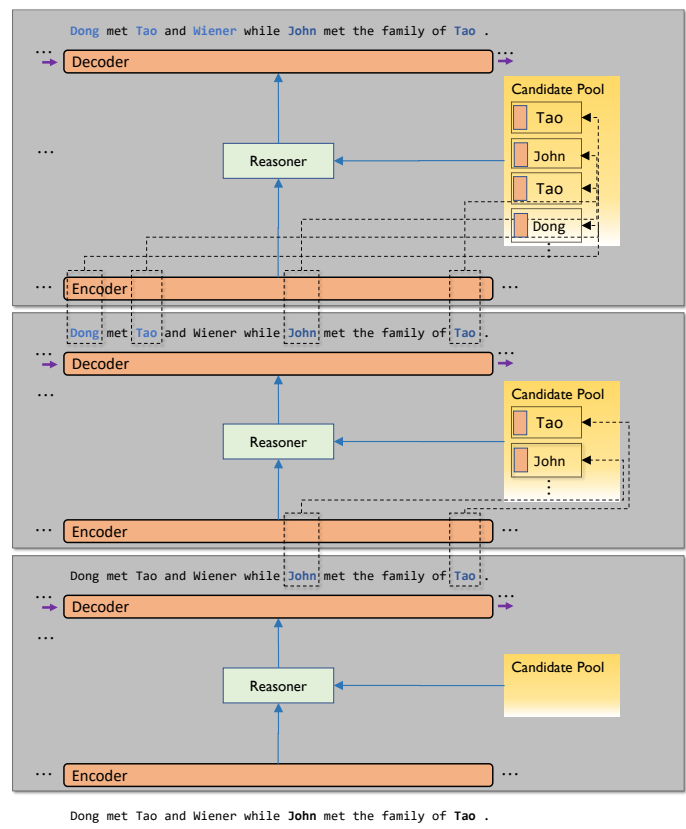 Dong met Tao and Wiener while John met the family of Tao .
... ...
Decoder
Candidate Pool
Tao
...
John
Reasoner
Tao
Dong
...
... Encoder ...
Dong met Tao and Wiener while John met the family of Tao .
... ...
Decoder
...
Candidate Pool
Tao
Reasoner
John
...
... Encoder ...
Dong met Tao and Wiener while John met the family of Tao .
... ...
Decoder
...
Candidate Pool
Reasoner
... Encoder ...
Dong met Tao and Wiener while John met the family of Tao .